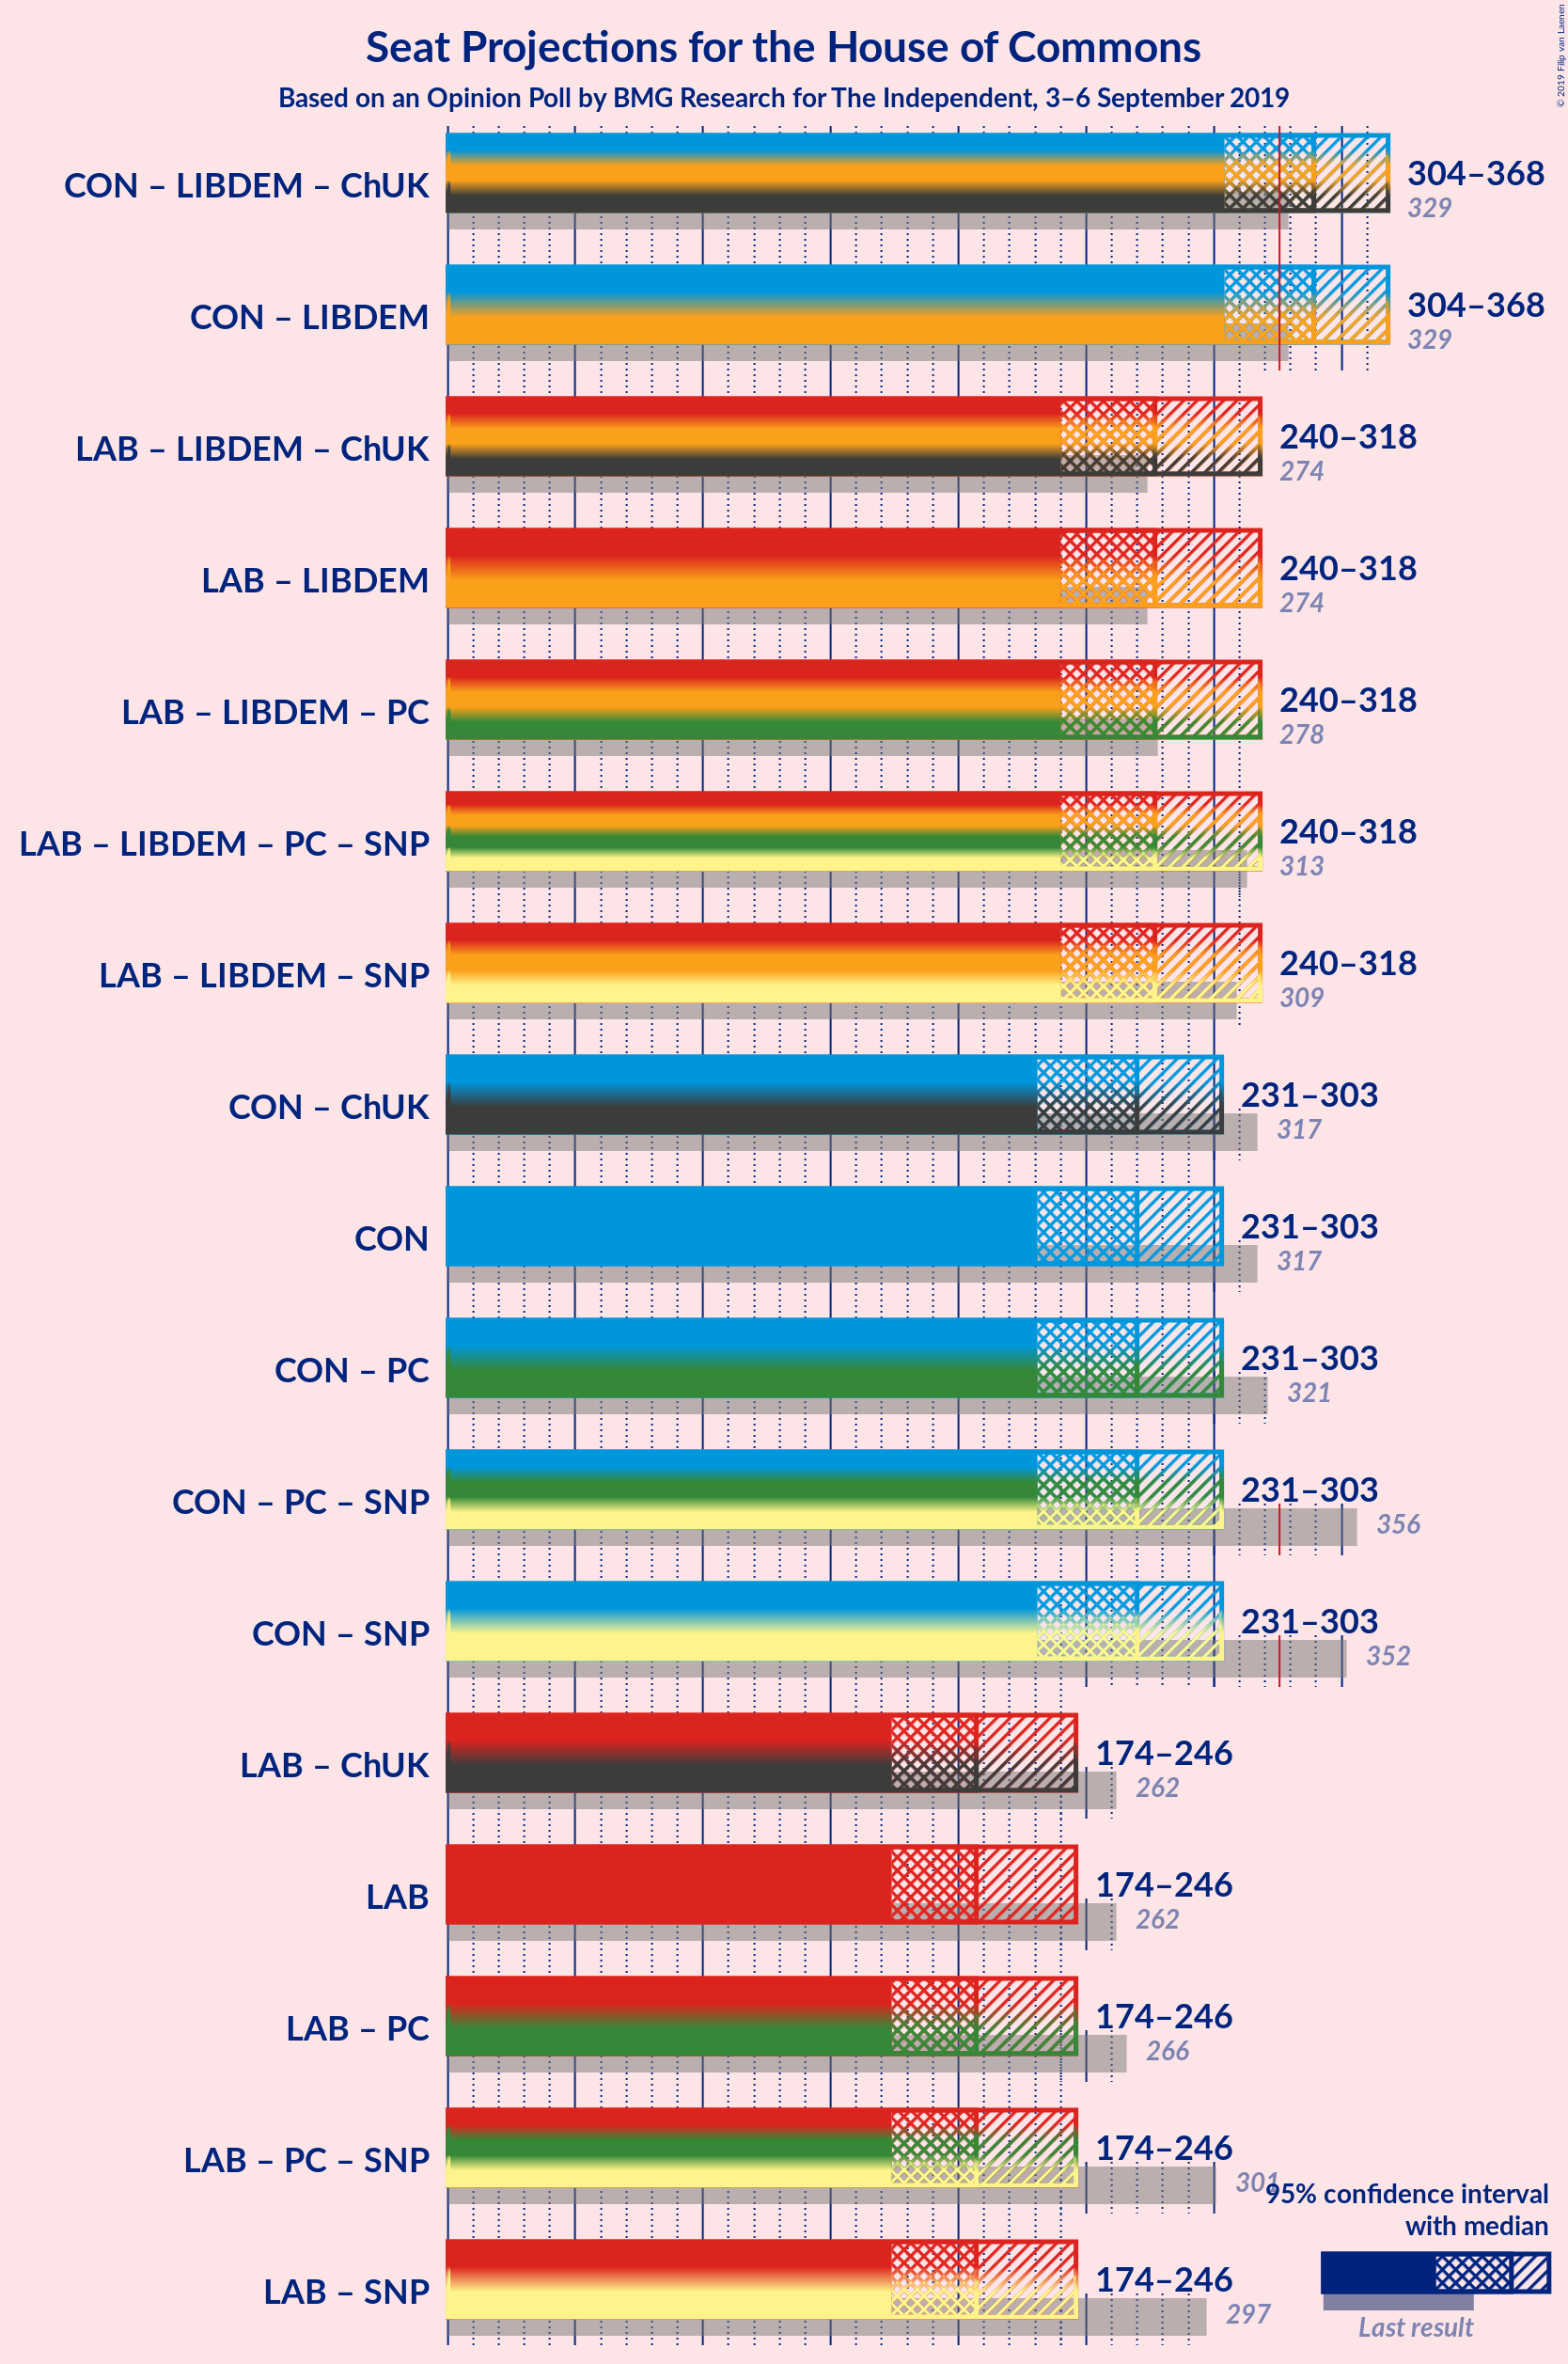 © 2019 Filip van Laenen
Seat Projections for the House of Commons
Based on an Opinion Poll by BMG Research for The Independent, 3–6 September 2019
CON – LIBDEM – ChUK
304–368
329
CON – LIBDEM
304–368
329
LAB – LIBDEM – ChUK
240–318
274
LAB – LIBDEM
240–318
274
LAB – LIBDEM – PC
240–318
278
LAB – LIBDEM – PC – SNP
240–318
313
LAB – LIBDEM – SNP
240–318
309
CON – ChUK
231–303
317
CON
231–303
317
CON – PC
231–303
321
CON – PC – SNP
231–303
356
CON – SNP
231–303
352
LAB – ChUK
174–246
262
LAB
174–246
262
LAB – PC
174–246
266
LAB – PC – SNP
174–246
301
LAB – SNP
174–246
297
95% confidence interval
with median
Last result